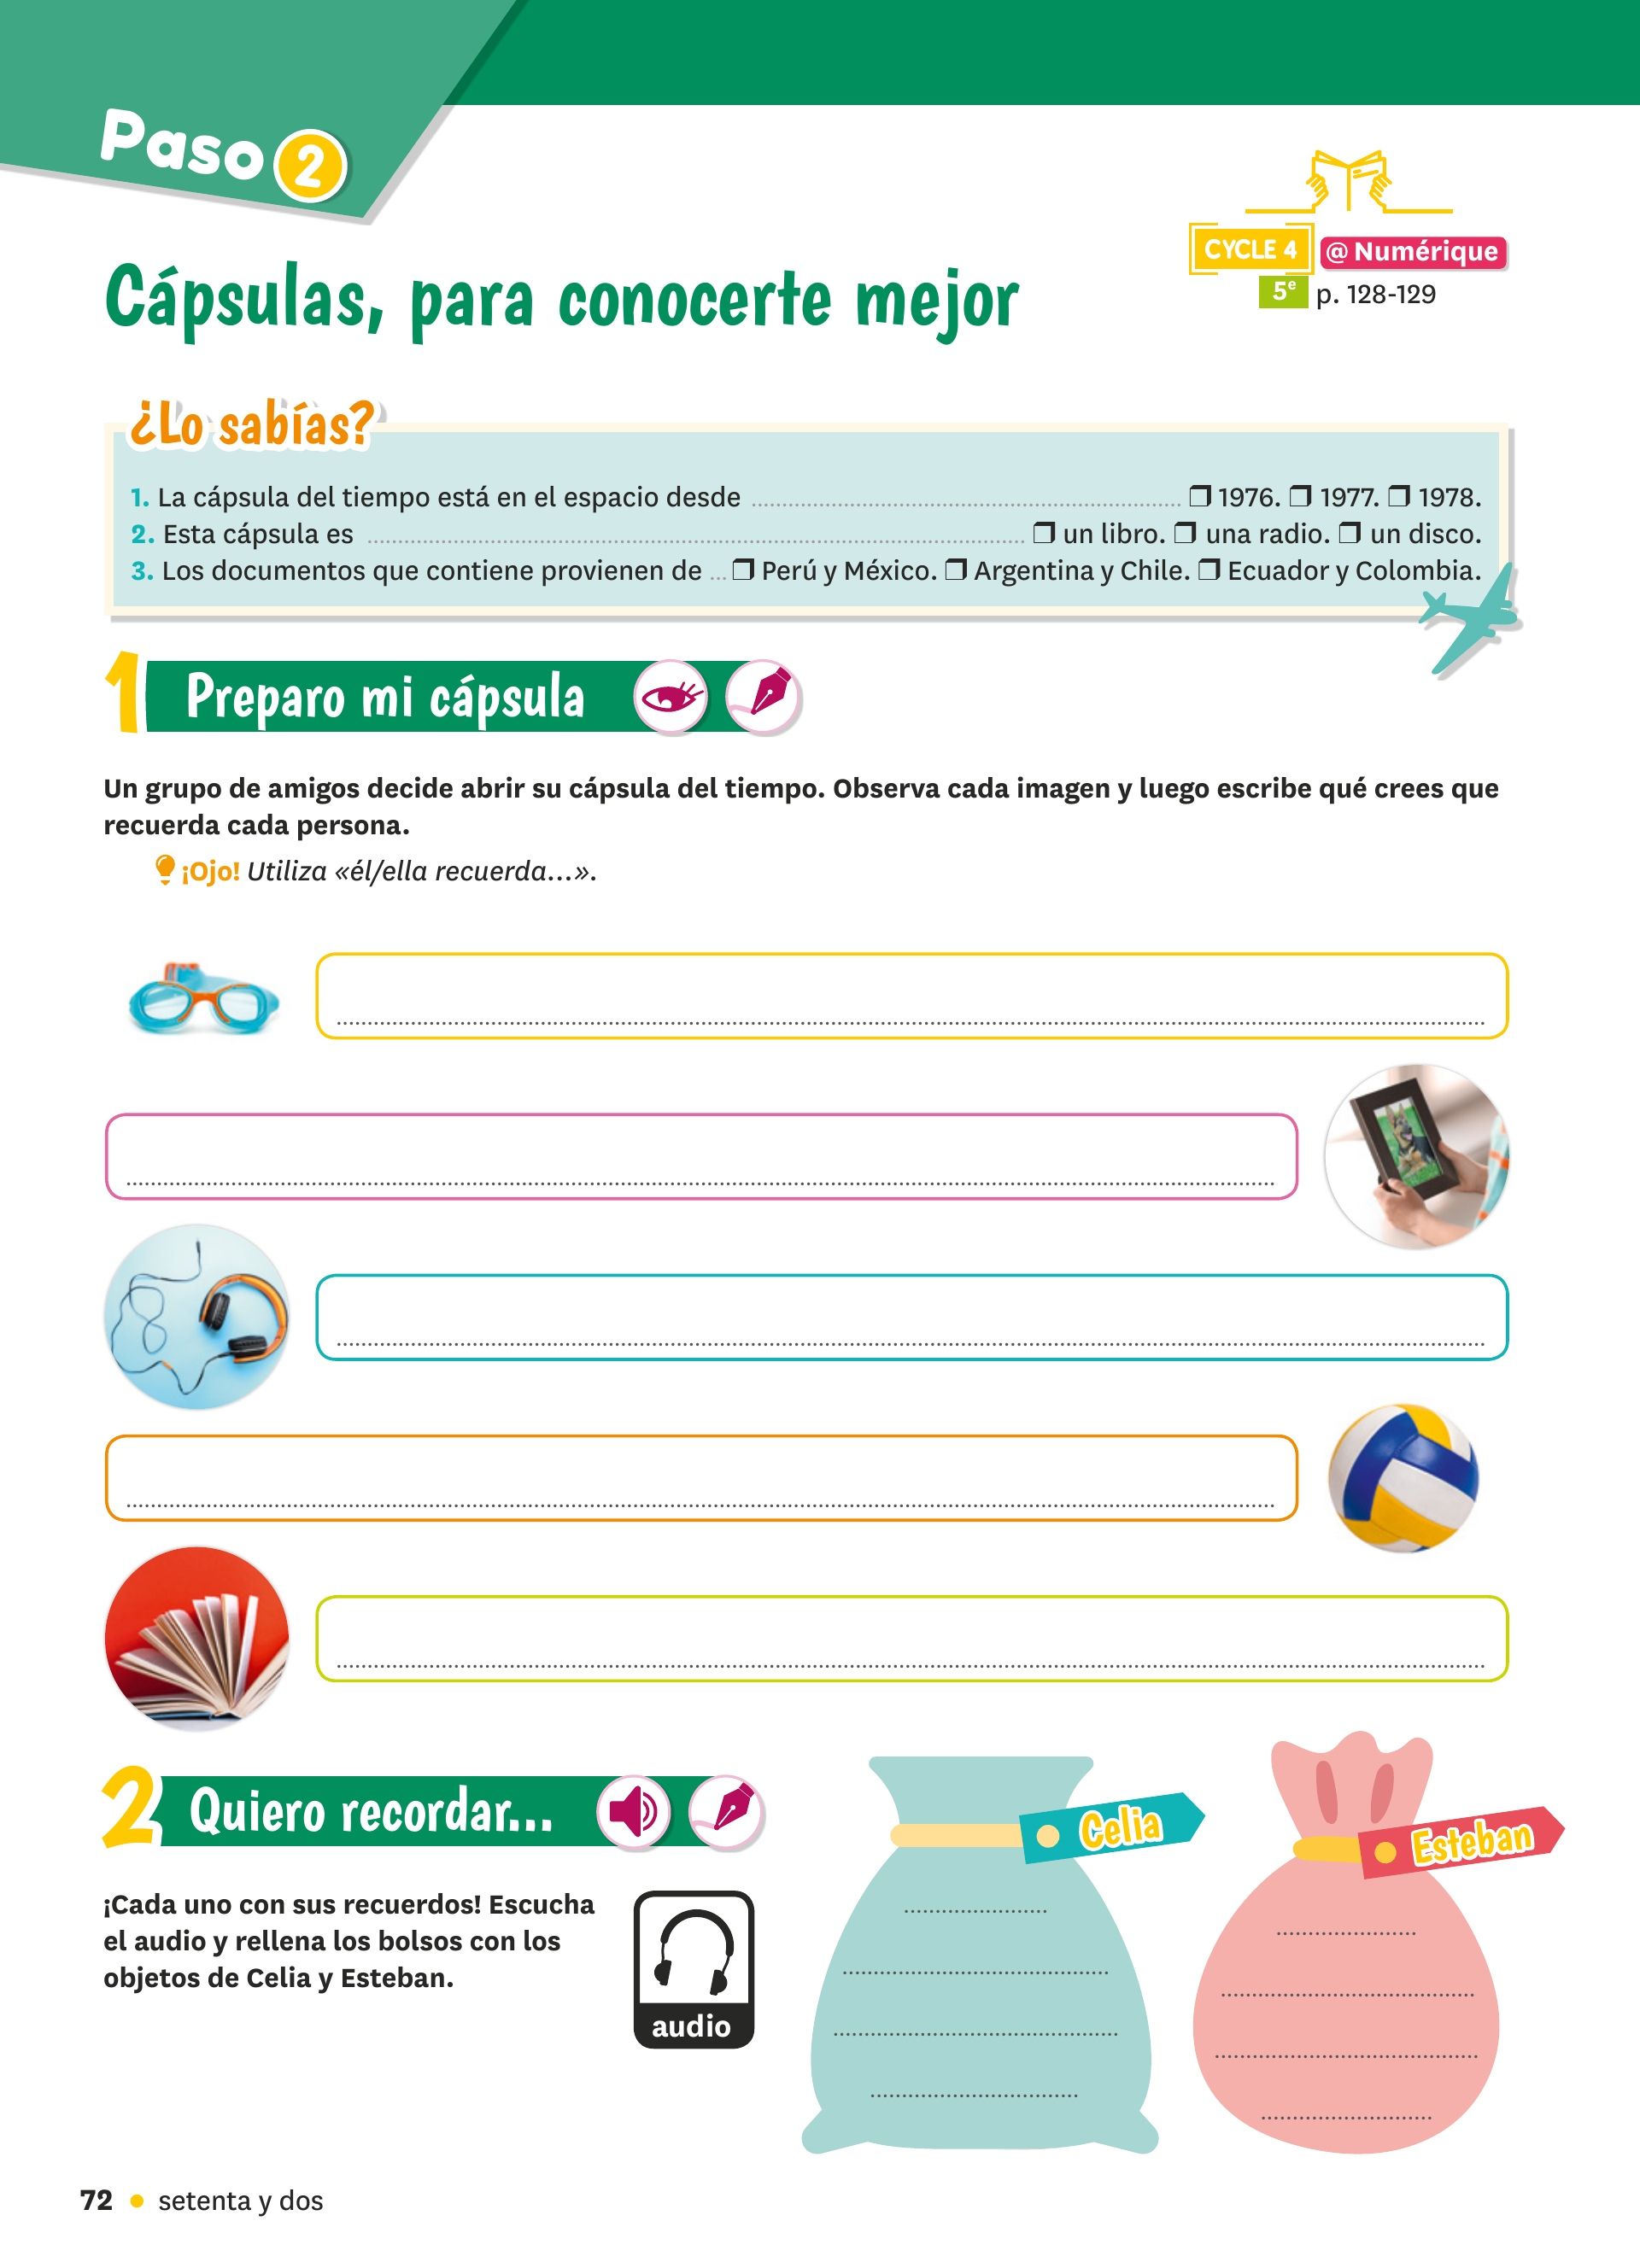 Paso 2
CYCLE 4 @ Numérique
5e p. 128-129
Cápsulas, para conocerte mejor
¿Lo sabías?
1. La cápsula del tiempo está en el espacio desde ........ ❒ 1976. ❒ 1977. ❒ 1978.
2. Esta cápsula es ........ ❒ un libro. ❒ una radio. ❒ un disco.
3. Los documentos que contiene provienen de ... ❒ Perú y México. ❒ Argentina y Chile. ❒ Ecuador y Colombia.
1 Preparo mi cápsula
Un grupo de amigos decide abrir su cápsula del tiempo. Observa cada imagen y luego escribe qué crees que
recuerda cada persona.
¡Ojo! Utiliza «él/ella recuerda...».
2 Quiero recordar...
Celia
Esteban
¡Cada uno con sus recuerdos! Escucha
el audio y rellena los bolsos con los
objetos de Celia y Esteban.
audio
72 • setenta y dos